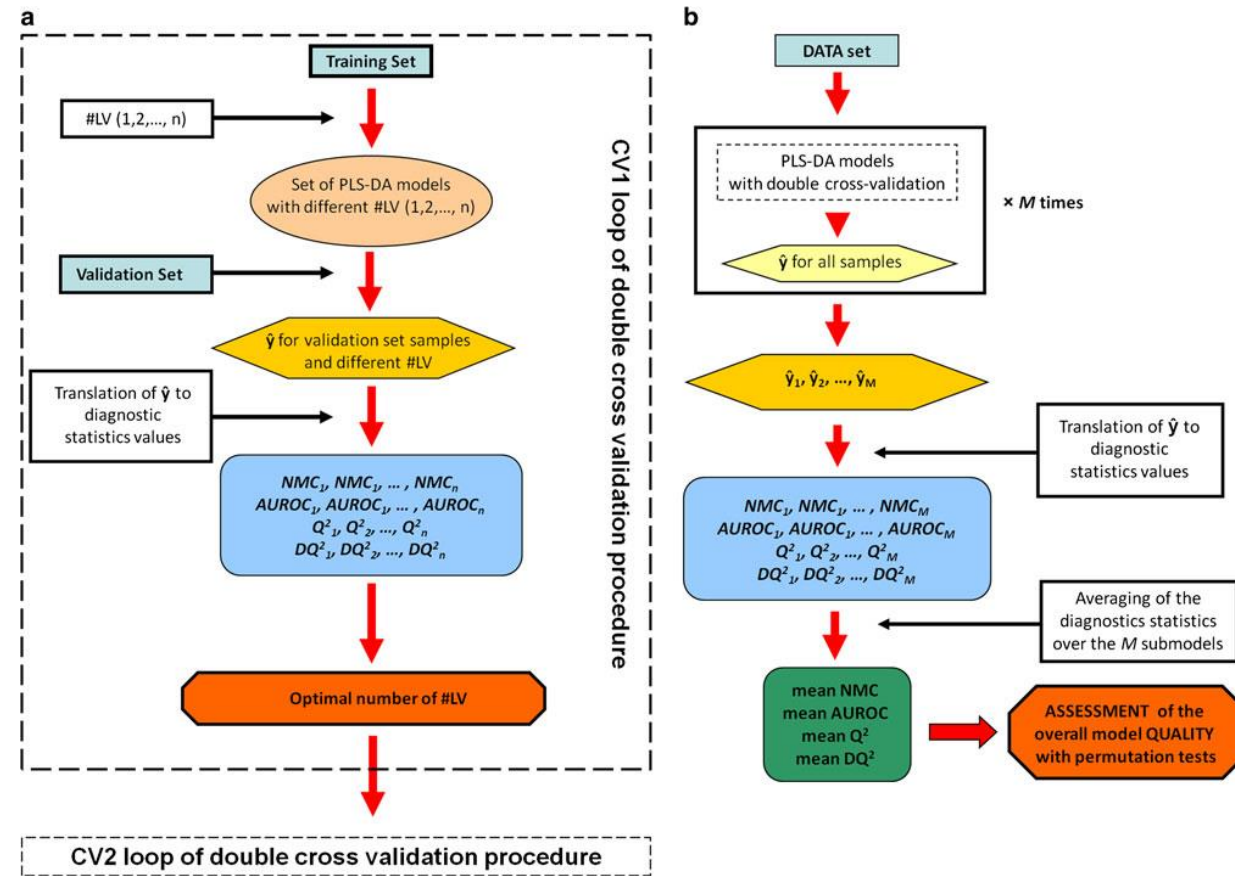 a
Training Set
#LV (1,2,..., n)
Set of PLS-DA models
with different #LV (1,2,..., n)
Validation Set
ŷ for validation set samples
and different #LV
Translation of ŷ to
diagnostic
statistics values
NMC₁, NMC₁, ... , NMCₙ
AUROC₁, AUROC₁, ... , AUROCₙ
Q²₁, Q²₂, ..., Q²ₙ
DQ²₁, DQ²₂, ..., DQ²ₙ
Optimal number of #LV
CV1 loop of double cross validation procedure
CV2 loop of double cross validation procedure
b
DATA set
PLS-DA models
with double cross-validation
ŷ for all samples
× M times
ŷ₁, ŷ₂, ..., ŷM
Translation of ŷ to
diagnostic
statistics values
NMC₁, NMC₁, ... , NMCM
AUROC₁, AUROC₁, ... , AUROCM
Q²₁, Q²₂, ..., Q²M
DQ²₁, DQ²₂, ..., DQ²M
Averaging of the
diagnostics statistics
over the M submodels
mean NMC
mean AUROC
mean Q²
mean DQ²
ASSESSMENT of the
overall model QUALITY
with permutation tests